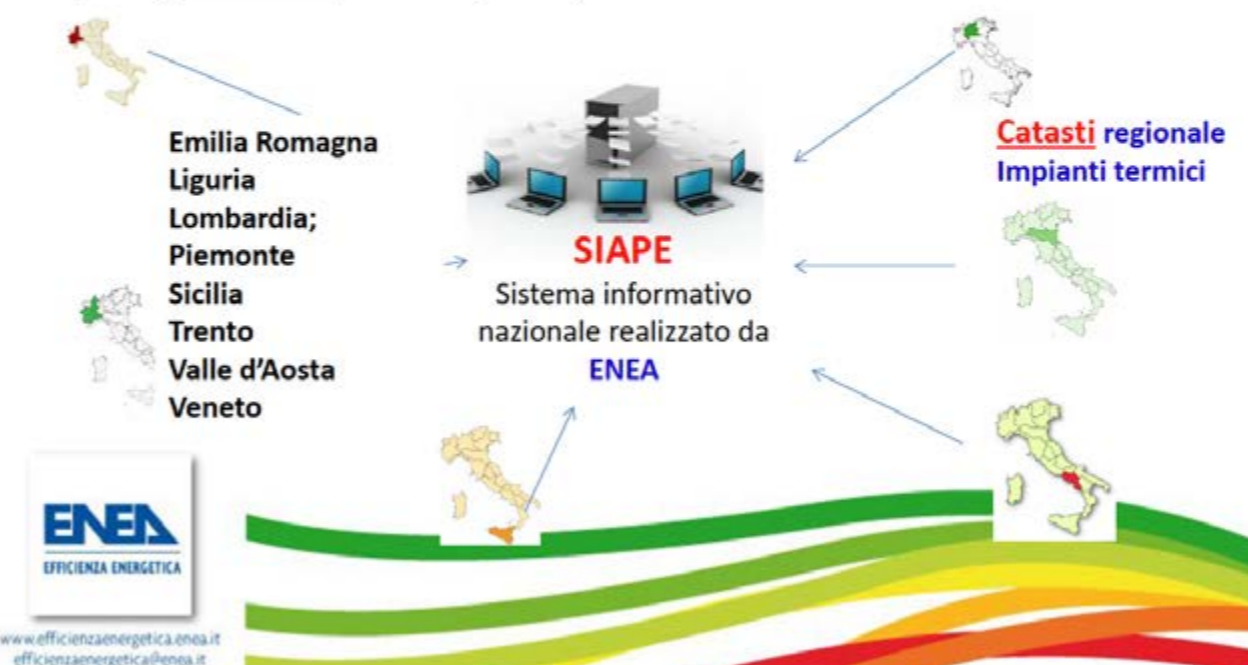 Emilia Romagna
Liguria
Lombardia;
Piemonte
Sicilia
Trento
Valle d'Aosta
Veneto
SIAPE
Sistema informativo
nazionale realizzato da
ENEA
Catasti regionale
Impianti termici
ENEA
EFFICIENZA ENERGETICA
www.efficienzaenergetica.enea.it
efficienzaenergetica@enea.it